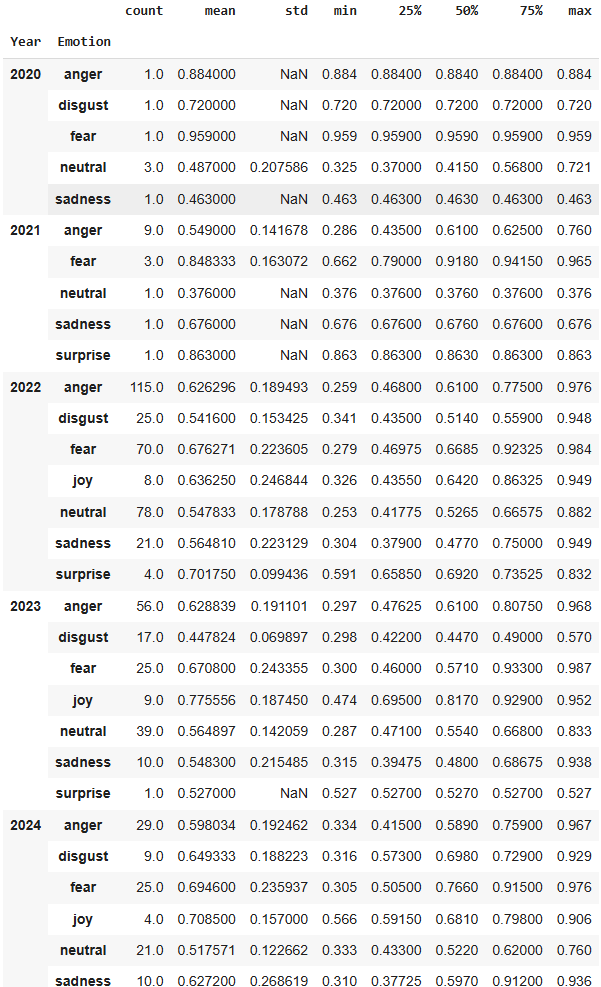 count mean std min 25% 50% 75% max
Year Emotion
2020 anger 1.0 0.884000 NaN 0.884 0.88400 0.8840 0.88400 0.884
disgust 1.0 0.720000 NaN 0.720 0.72000 0.7200 0.72000 0.720
fear 1.0 0.959000 NaN 0.959 0.95900 0.9590 0.95900 0.959
neutral 3.0 0.487000 0.207586 0.325 0.37000 0.4150 0.56800 0.721
sadness 1.0 0.463000 NaN 0.463 0.46300 0.4630 0.46300 0.463
2021 anger 9.0 0.549000 0.141678 0.286 0.43500 0.6100 0.62500 0.760
fear 3.0 0.848333 0.163072 0.662 0.79000 0.9180 0.94150 0.965
neutral 1.0 0.376000 NaN 0.376 0.37600 0.3760 0.37600 0.376
sadness 1.0 0.676000 NaN 0.676 0.67600 0.6760 0.67600 0.676
surprise 1.0 0.863000 NaN 0.863 0.86300 0.8630 0.86300 0.863
2022 anger 115.0 0.626296 0.189493 0.259 0.46800 0.6100 0.77500 0.976
disgust 25.0 0.541600 0.153425 0.341 0.43500 0.5140 0.55900 0.948
fear 70.0 0.676271 0.223605 0.279 0.46975 0.6685 0.92325 0.984
joy 8.0 0.636250 0.246844 0.326 0.43550 0.6420 0.86325 0.949
neutral 78.0 0.547833 0.178788 0.253 0.41775 0.5265 0.66575 0.882
sadness 21.0 0.564810 0.223129 0.304 0.37900 0.4770 0.75000 0.949
surprise 4.0 0.701750 0.099436 0.591 0.65850 0.6920 0.73525 0.832
2023 anger 56.0 0.628839 0.191101 0.297 0.47625 0.6100 0.80750 0.968
disgust 17.0 0.447824 0.069897 0.298 0.42200 0.4470 0.49000 0.570
fear 25.0 0.670800 0.243355 0.300 0.46000 0.5710 0.93300 0.987
joy 9.0 0.775556 0.187450 0.474 0.69500 0.8170 0.92900 0.952
neutral 39.0 0.564897 0.142059 0.287 0.47100 0.5540 0.66800 0.833
sadness 10.0 0.548300 0.215485 0.315 0.39475 0.4800 0.68675 0.938
surprise 1.0 0.527000 NaN 0.527 0.52700 0.5270 0.52700 0.527
2024 anger 29.0 0.598034 0.192462 0.334 0.41500 0.5890 0.75900 0.967
disgust 9.0 0.649333 0.188223 0.316 0.57300 0.6980 0.72900 0.929
fear 25.0 0.694600 0.235937 0.305 0.50500 0.7660 0.91500 0.976
joy 4.0 0.708500 0.157000 0.566 0.59150 0.6810 0.79800 0.906
neutral 21.0 0.517571 0.122662 0.333 0.43300 0.5220 0.62000 0.760
sadness 10.0 0.627200 0.268619 0.310 0.37725 0.5970 0.91200 0.936